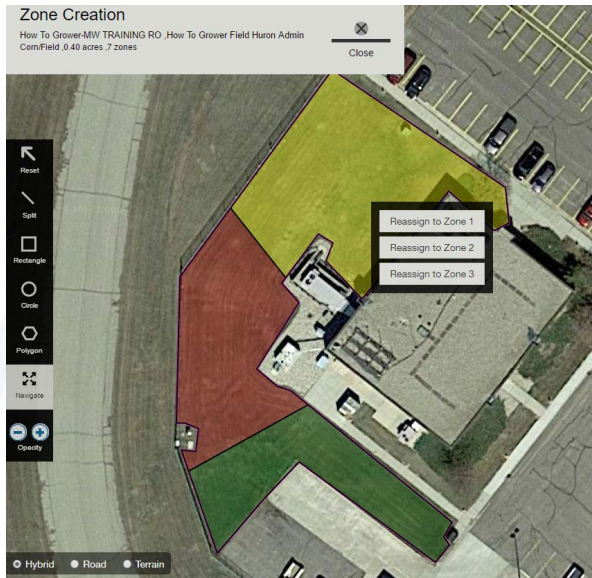 Zone Creation
How To Grower-MW TRAINING RO ,How To Grower Field Huron Admin
Corn/Field ,0.40 acres ,7 zones
Close
Reset
Split
Rectangle
Circle
Polygon
Navigate
Opacity
Reassign to Zone 1
Reassign to Zone 2
Reassign to Zone 3
Hybrid
Road
Terrain